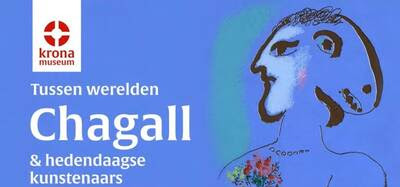 krona
museum
Tussen werelden
Chagall
& hedendaagse
kunstenaars